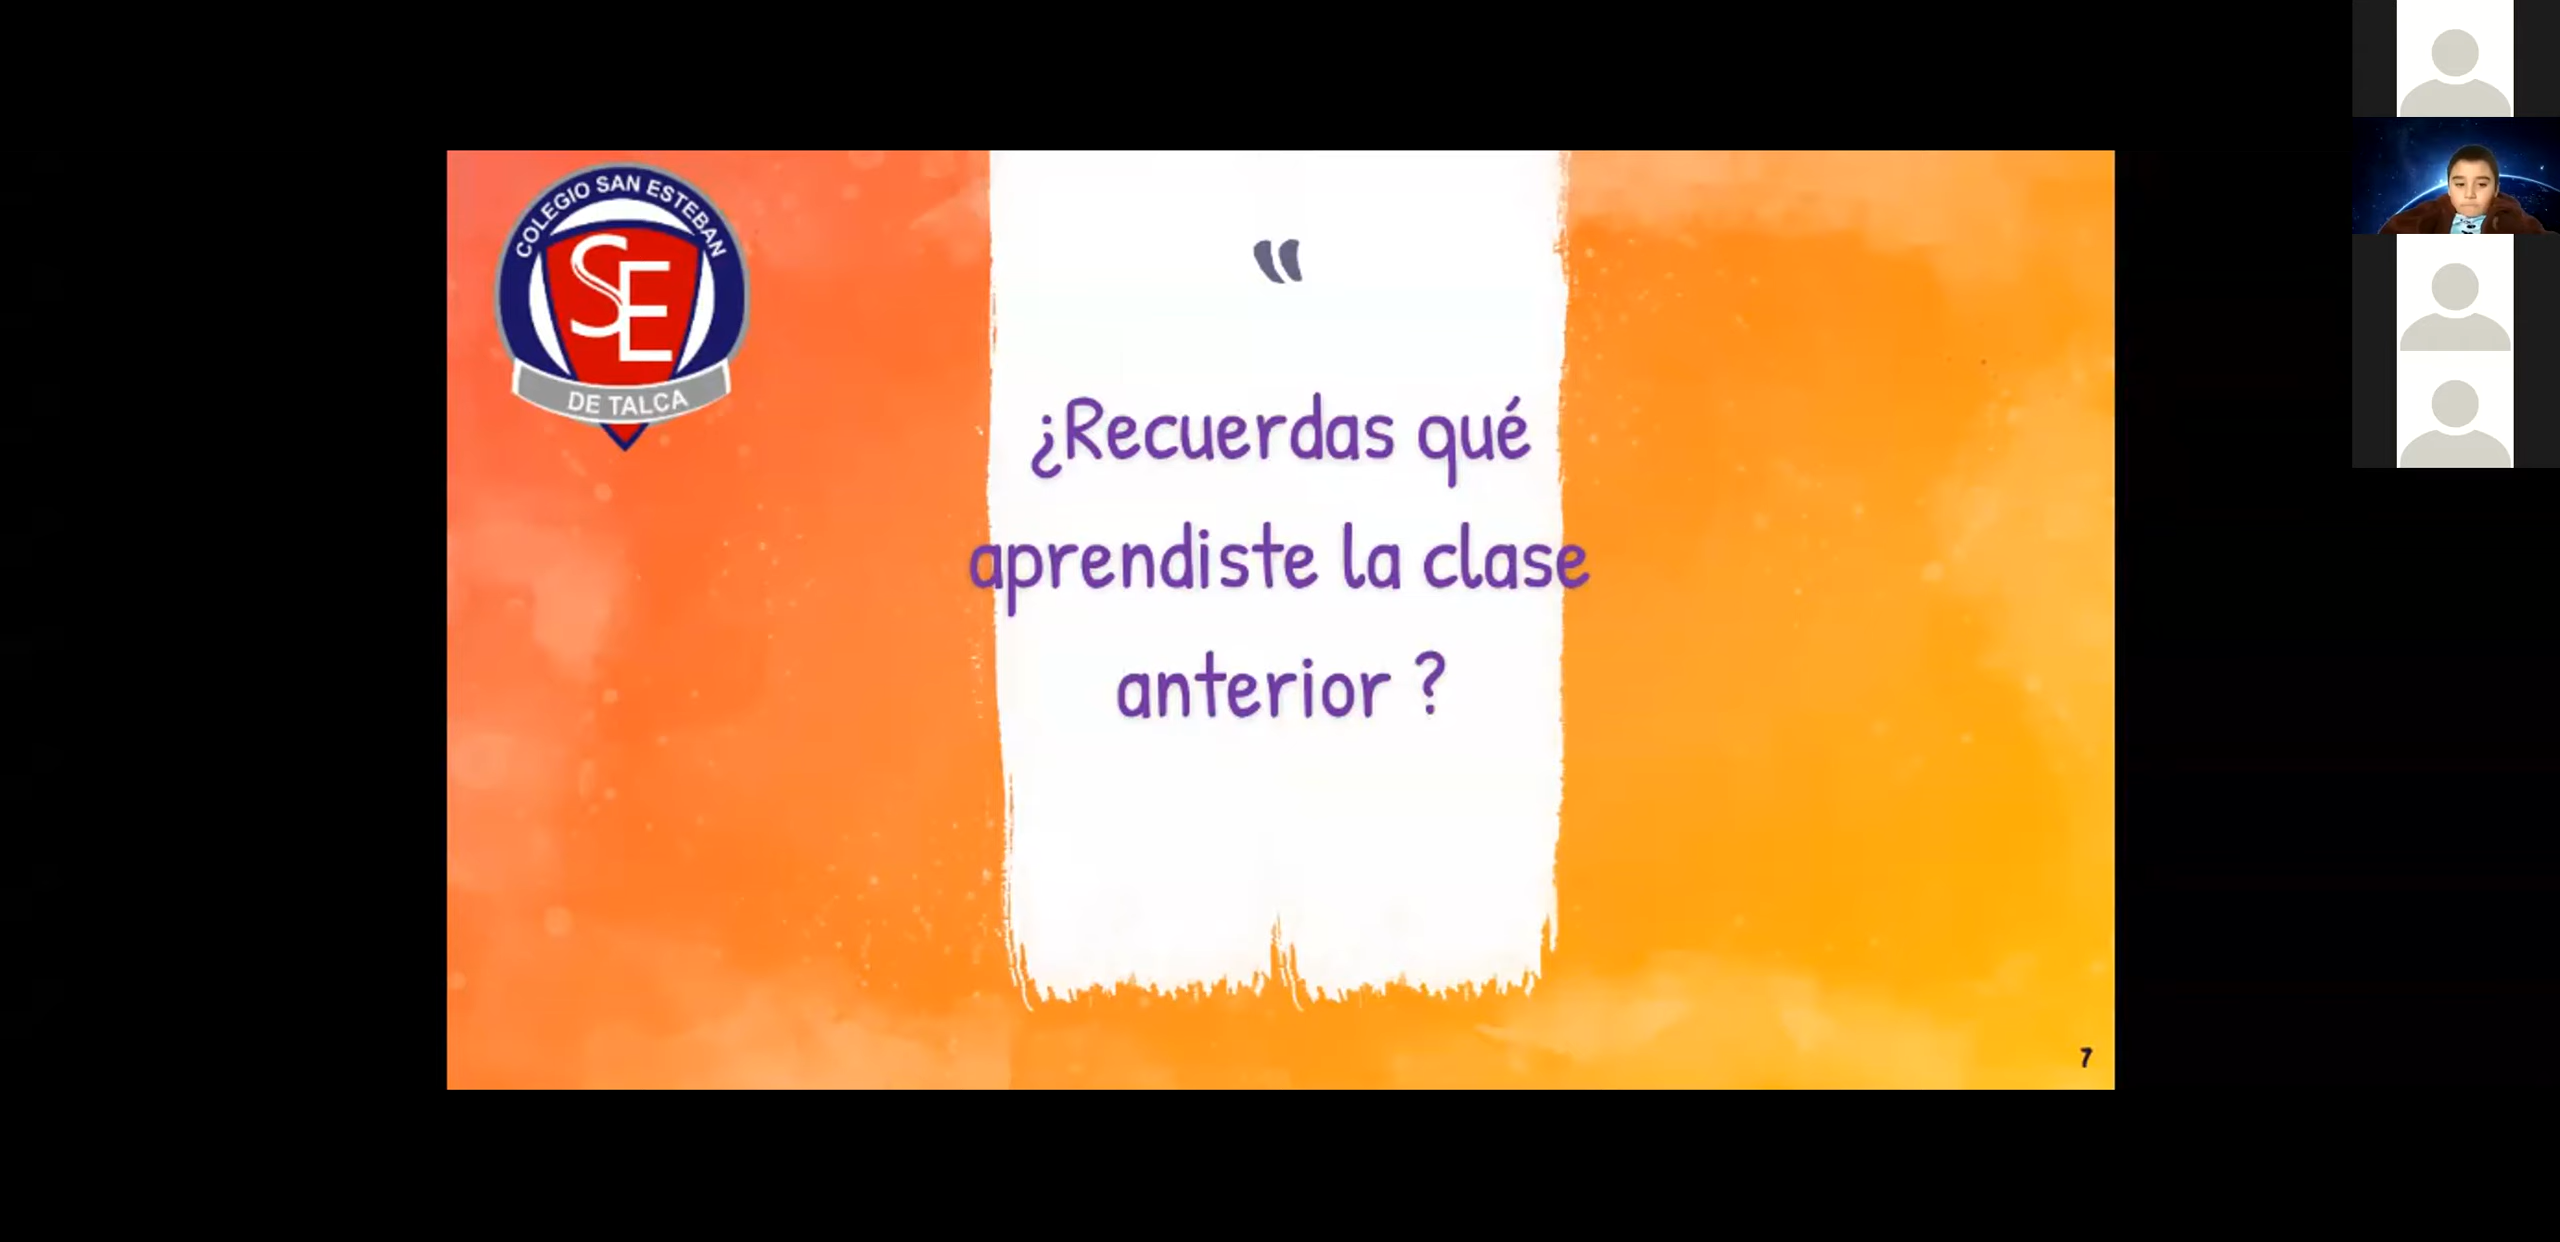 COLEGIO SAN ESTEBAN
SE
DE TALCA
“
¿Recuerdas qué
aprendiste la clase
anterior ?
7